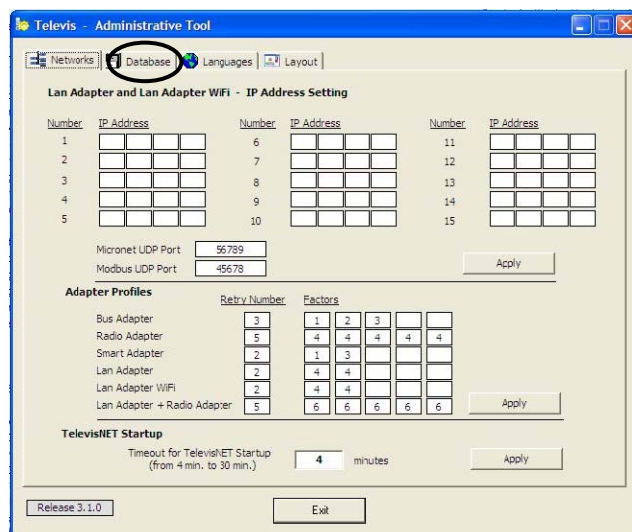 Televis - Administrative Tool
Networks Database Languages Layout
Lan Adapter and Lan Adapter WiFi - IP Address Setting
Number IP Address Number IP Address Number IP Address
1 6 11
2 7 12
3 8 13
4 9 14
5 10 15
Micronet UDP Port 56789
Modbus UDP Port 45678
Apply
Adapter Profiles
Retry Number Factors
Bus Adapter 3 1 2 3
Radio Adapter 5 4 4 4 4 4
Smart Adapter 2 1 3
Lan Adapter 2 4 4
Lan Adapter WiFi 2 4 4
Lan Adapter + Radio Adapter 5 6 6 6 6 6
Apply
TelevisNET Startup
Timeout for TelevisNET Startup
(from 4 min. to 30 min.) 4 minutes
Apply
Release 3.1.0
Exit